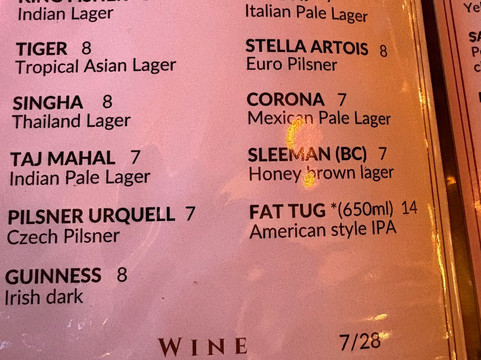 Indian Lager
TIGER 8
Tropical Asian Lager
SINGHA 8
Thailand Lager
TAJ MAHAL 7
Indian Pale Lager
PILSNER URQUELL 7
Czech Pilsner
GUINNESS 8
Irish dark
Italian Pale Lager
STELLA ARTOIS 8
Euro Pilsner
CORONA 7
Mexican Pale Lager
SLEEMAN (BC) 7
Honey brown lager
FAT TUG *(650ml) 14
American style IPA
WINE 7/28